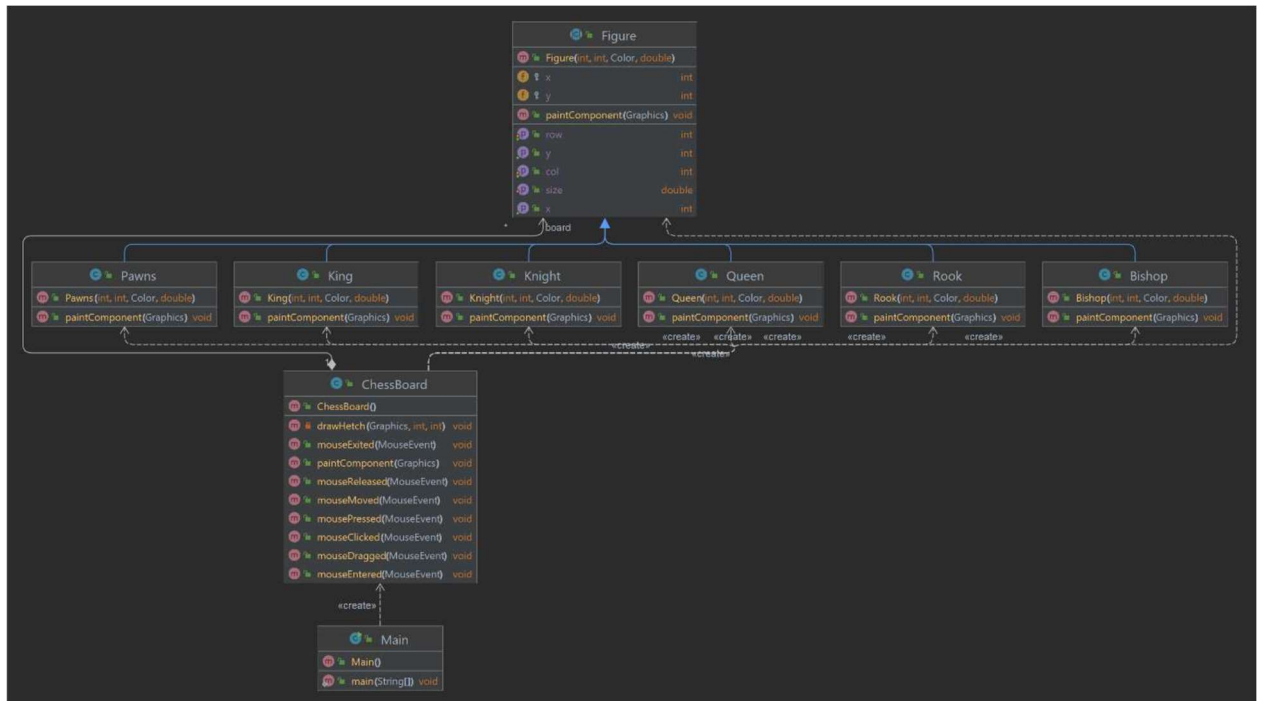 Figure
Figure(int, int, Color, double)
x int
y int
paintComponent(Graphics) void
row int
y int
col int
size double
x int
* board
Pawns
Pawns(int, int, Color, double)
paintComponent(Graphics) void
King
King(int, int, Color, double)
paintComponent(Graphics) void
Knight
Knight(int, int, Color, double)
paintComponent(Graphics) void
Queen
Queen(int, int, Color, double)
paintComponent(Graphics) void
Rook
Rook(int, int, Color, double)
paintComponent(Graphics) void
Bishop
Bishop(int, int, Color, double)
paintComponent(Graphics) void
«create» «create» «create» «create» «create»
«create»
«create»
ChessBoard
ChessBoard()
drawHetch(Graphics, int, int) void
mouseExited(MouseEvent) void
paintComponent(Graphics) void
mouseReleased(MouseEvent) void
mouseMoved(MouseEvent) void
mousePressed(MouseEvent) void
mouseClicked(MouseEvent) void
mouseDragged(MouseEvent) void
mouseEntered(MouseEvent) void
«create»
Main
Main()
main(String[]) void